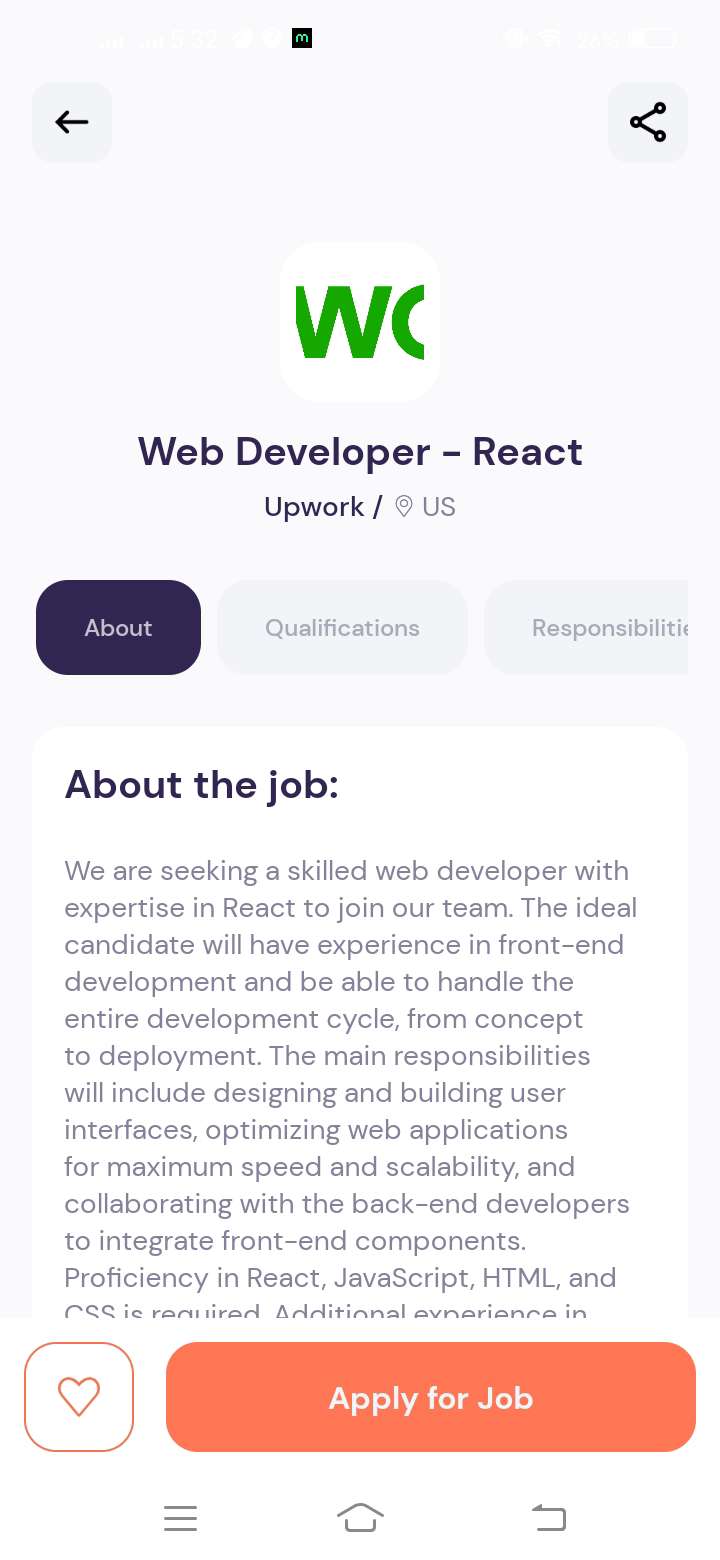 5:32
26%
Web Developer - React
Upwork / US
About
Qualifications
Responsibilitie
About the job:
We are seeking a skilled web developer with
expertise in React to join our team. The ideal
candidate will have experience in front-end
development and be able to handle the
entire development cycle, from concept
to deployment. The main responsibilities
will include designing and building user
interfaces, optimizing web applications
for maximum speed and scalability, and
collaborating with the back-end developers
to integrate front-end components.
Proficiency in React, JavaScript, HTML, and
CSS is required. Additional experience in
Apply for Job